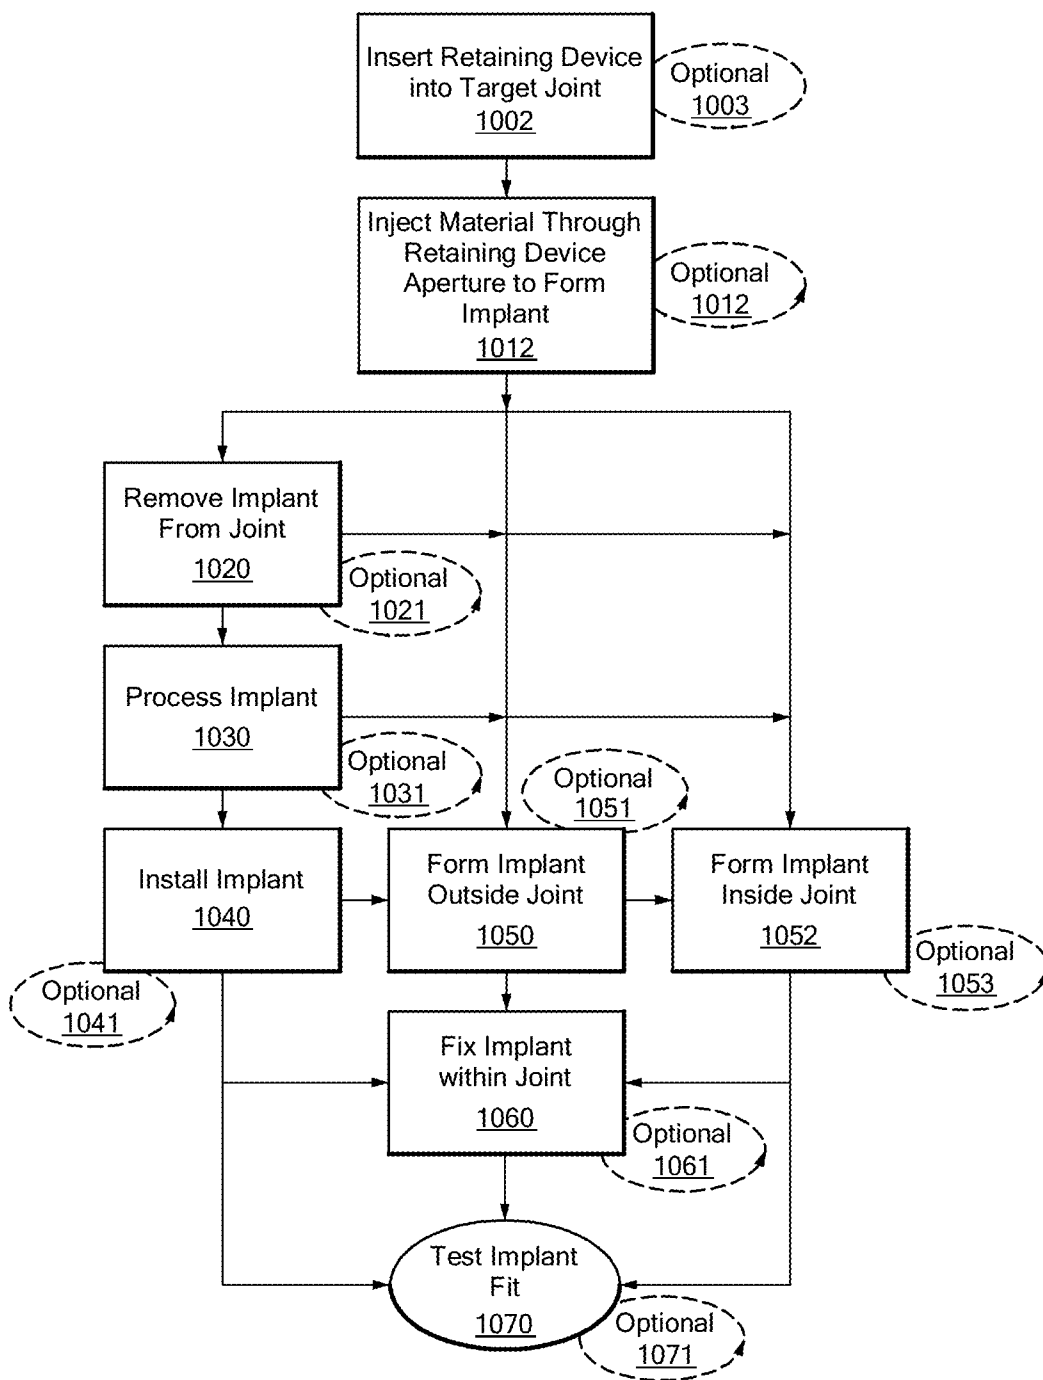 Insert Retaining Device
into Target Joint
1002
Optional
1003
Inject Material Through
Retaining Device
Aperture to Form
Implant
1012
Optional
1012
Remove Implant
From Joint
1020
Optional
1021
Process Implant
1030
Optional
1031
Optional
1051
Install Implant
1040
Form Implant
Outside Joint
1050
Form Implant
Inside Joint
1052
Optional
1041
Optional
1053
Fix Implant
within Joint
1060
Optional
1061
Test Implant
Fit
1070
Optional
1071